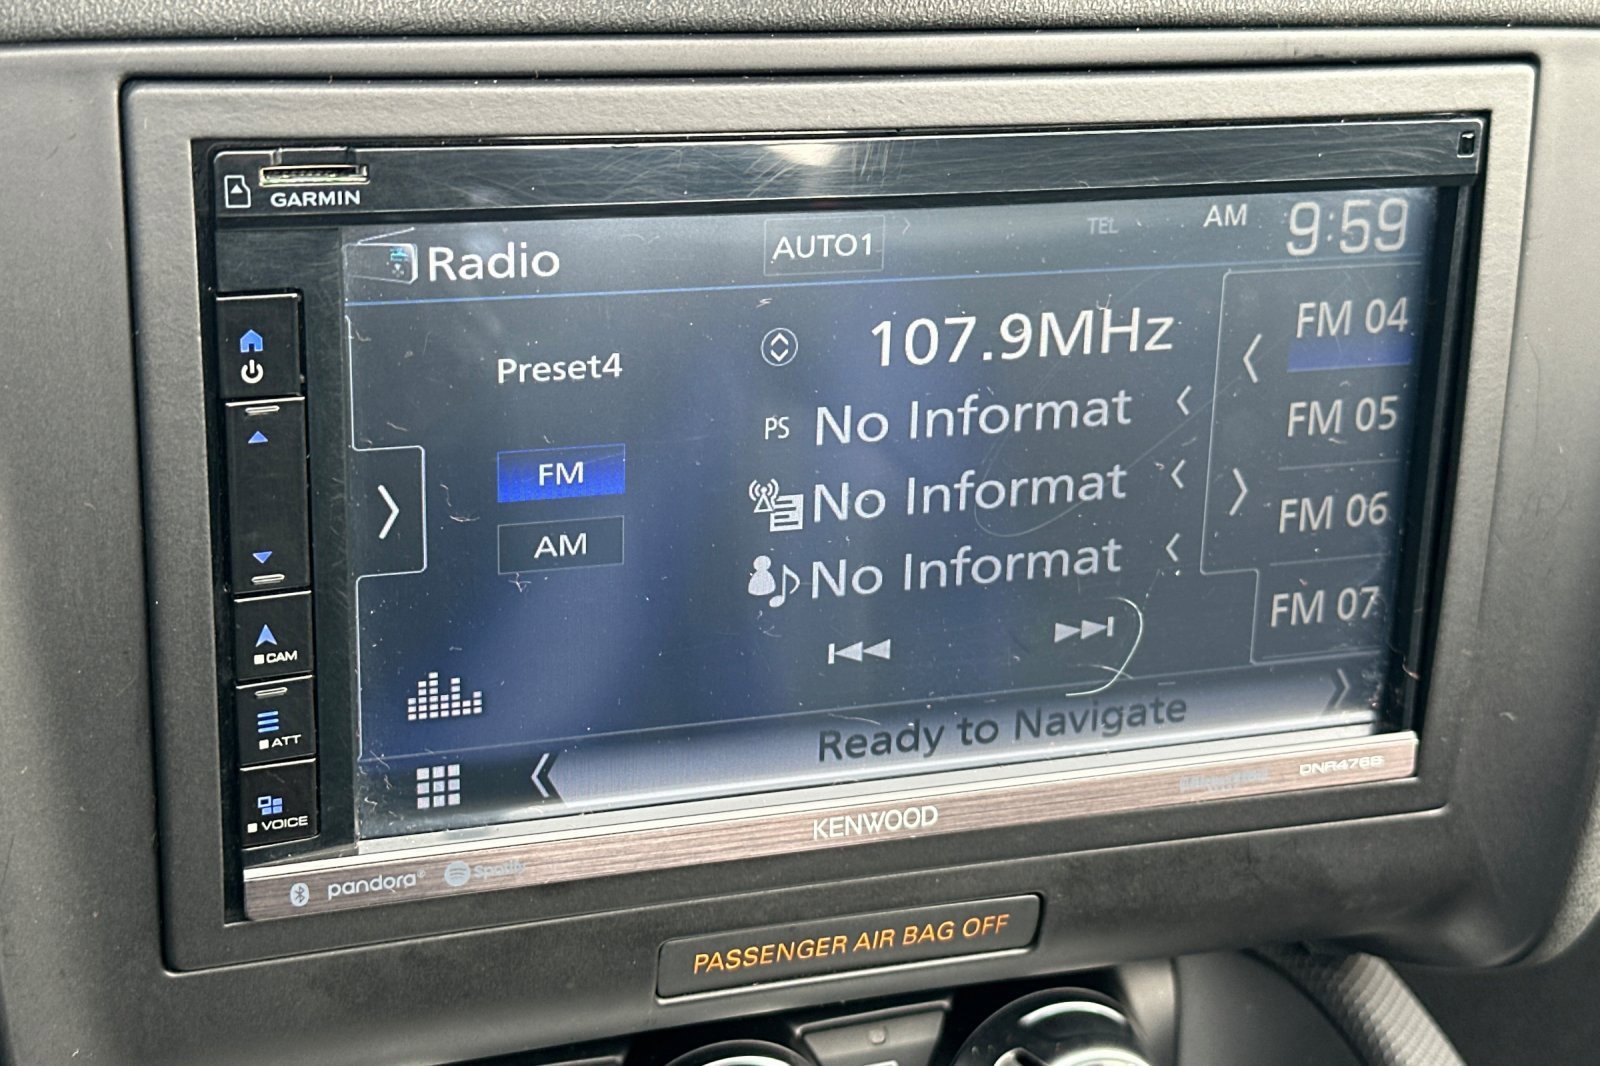 GARMIN
Radio
AUTO1
TEL
AM 9:59
Preset4
107.9MHz
FM 04
PS No Informat
FM 05
FM
No Informat
FM 06
AM
No Informat
FM 07
CAM
ATT
VOICE
Ready to Navigate
KENWOOD
DNR476S
pandora®
Spotify
PASSENGER AIR BAG OFF